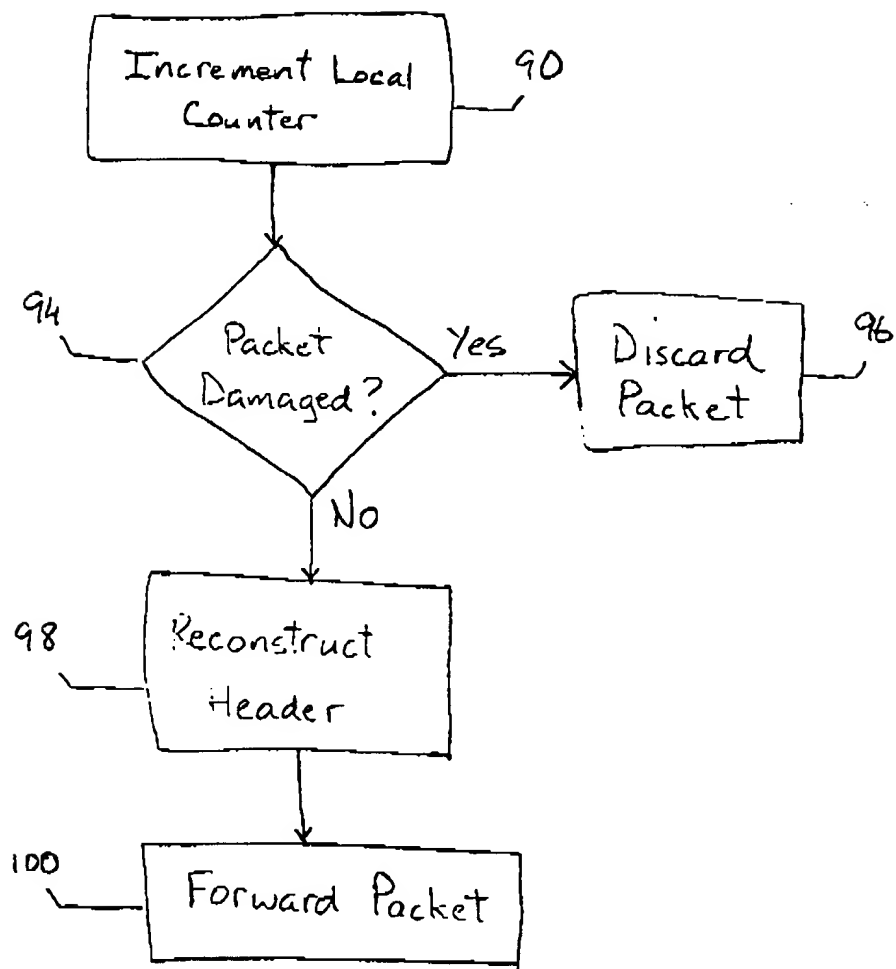 Increment Local
Counter
90
94
Packet
Damaged?
Yes
Discard
Packet
96
No
98
Reconstruct
Header
100
Forward Packet